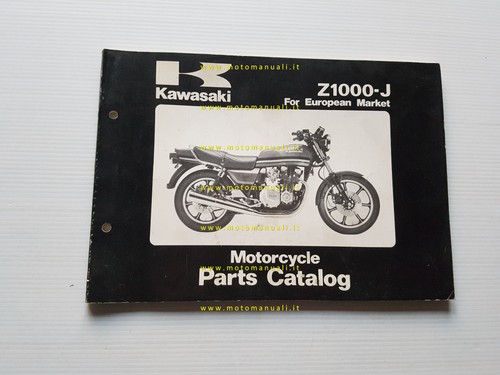 Kawasaki
Z1000-J
For European Market
Motorcycle
Parts Catalog
www.motomanuali.it
www.motomanuali.it
www.motomanuali.it
www.motomanuali.it
www.motomanuali.it
www.motomanuali.it
www.motomanuali.it